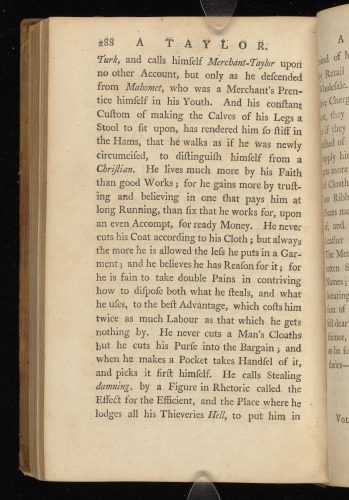 288 A TAYLOR.
Turk, and calls himſelf Merchant-Taylor upon
no other Account, but only as he deſcended
from Mahomet, who was a Merchant's Pren-
tice himſelf in his Youth. And his conſtant
Cuſtom of making the Calves of his Legs a
Stool to ſit upon, has rendered him ſo ſtiff in
the Hams, that he walks as if he was newly
circumciſed, to diſtinguiſh himſelf from a
Chriſtian. He lives much more by his Faith
than good Works; for he gains more by truſt-
ing and believing in one that pays him at
long Running, than ſix that he works for, upon
an even Accompt, for ready Money. He never
cuts his Coat according to his Cloth; but always
the more he is allowed the leſs he puts in a Gar-
ment; and he believes he has Reaſon for it; for
he is fain to take double Pains in contriving
how to diſpoſe both what he ſteals, and what
he uſes, to the beſt Advantage, which coſts him
twice as much Labour as that which he gets
nothing by. He never cuts a Man's Cloaths
but he cuts his Purſe into the Bargain; and
when he makes a Pocket takes Handſel of it,
and picks it firſt himſelf. He calls Stealing
damning, by a Figure in Rhetoric called the
Effect for the Efficient, and the Place where he
lodges all his Thieveries Hell, to put him in